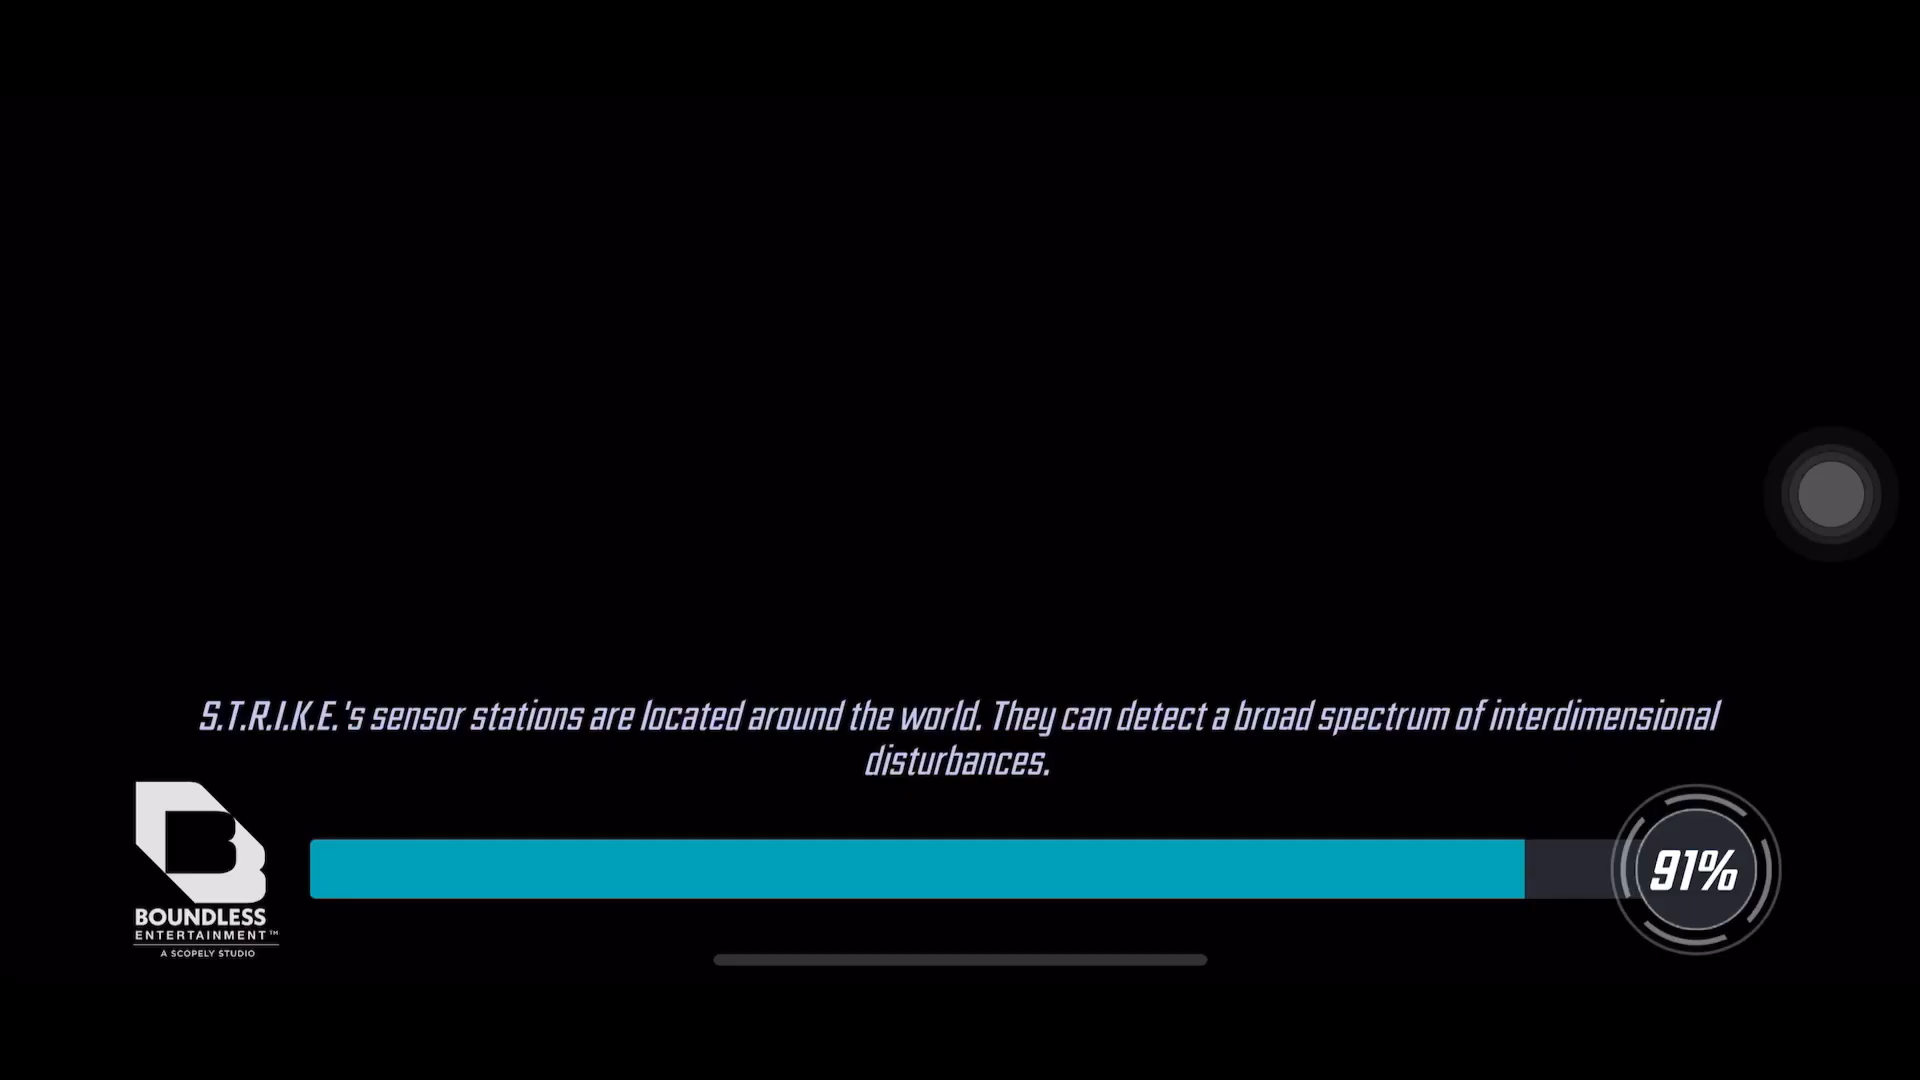 S.T.R.I.K.E.'s sensor stations are located around the world. They can detect a broad spectrum of interdimensional
disturbances.
91%
BOUNDLESS
ENTERTAINMENT™
A SCOPELY STUDIO